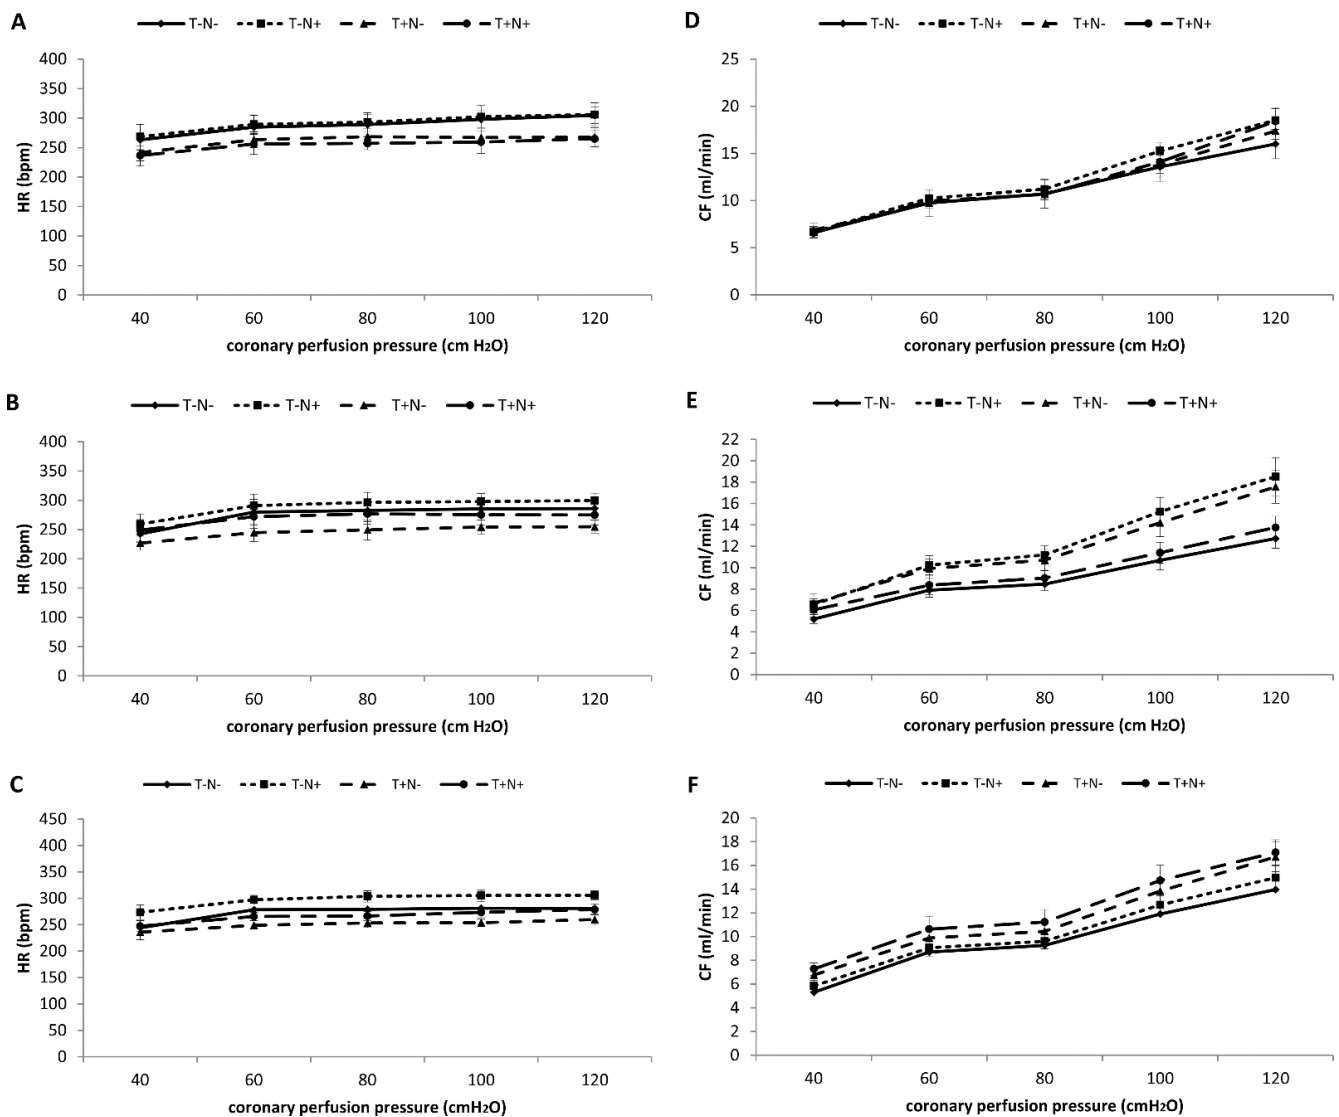 A
T-N- T-N+ T+N- T+N+
400
350
300
250
200
150
100
50
0
HR (bpm)
40 60 80 100 120
coronary perfusion pressure (cm H₂O)
D
T-N- T-N+ T+N- T+N+
25
20
15
10
5
0
CF (ml/min)
40 60 80 100 120
coronary perfusion pressure (cm H₂O)
B
T-N- T-N+ T+N- T+N+
400
350
300
250
200
150
100
50
0
HR (bpm)
40 60 80 100 120
coronary perfusion pressure (cm H₂O)
E
T-N- T-N+ T+N- T+N+
22
20
18
16
14
12
10
8
6
4
2
0
CF (ml/min)
40 60 80 100 120
coronary perfusion pressure (cm H₂O)
C
T-N- T-N+ T+N- T+N+
450
400
350
300
250
200
150
100
50
0
HR (bpm)
40 60 80 100 120
coronary perfusion pressure (cmH₂O)
F
T-N- T-N+ T+N- T+N+
20
18
16
14
12
10
8
6
4
2
0
CF (ml/min)
40 60 80 100 120
coronary perfusion pressure (cmH₂O)